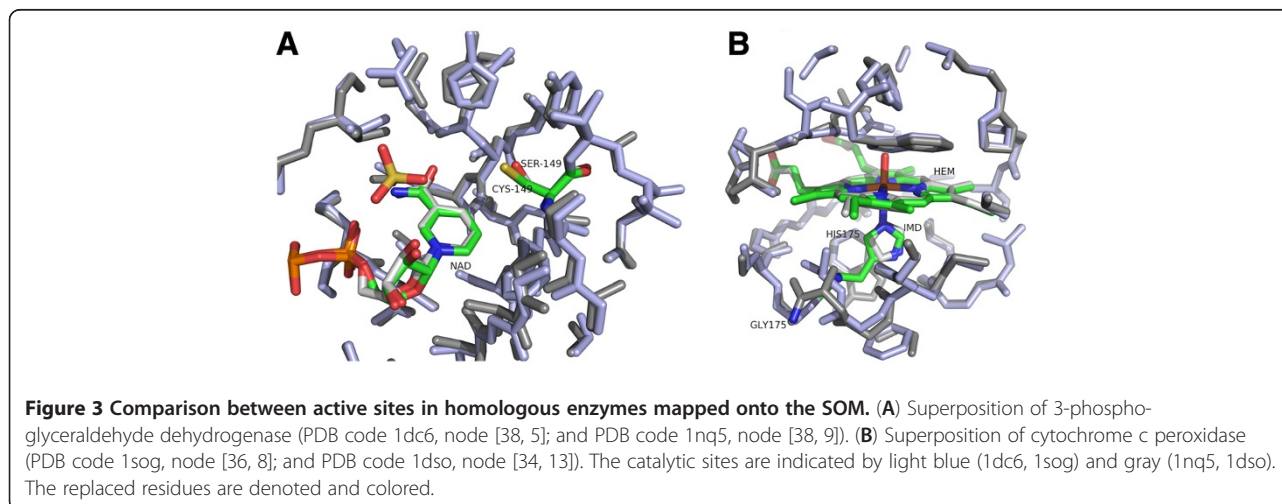 A
B
SER-149
CYS-149
NAD
HEM
HIS175
IMD
GLY175
Figure 3 Comparison between active sites in homologous enzymes mapped onto the SOM. (A) Superposition of 3-phospho-
glyceraldehyde dehydrogenase (PDB code 1dc6, node [38, 5]; and PDB code 1nq5, node [38, 9]). (B) Superposition of cytochrome c peroxidase
(PDB code 1sog, node [36, 8]; and PDB code 1dso, node [34, 13]). The catalytic sites are indicated by light blue (1dc6, 1sog) and gray (1nq5, 1dso).
The replaced residues are denoted and colored.